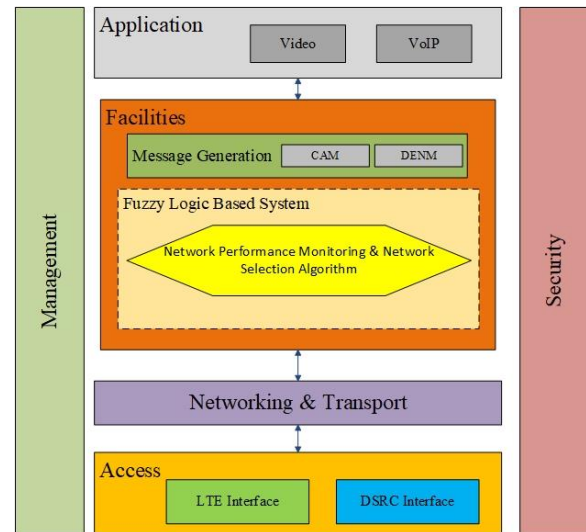 Management
Application
Video
VoIP
Facilities
Message Generation
CAM
DENM
Fuzzy Logic Based System
Network Performance Monitoring & Network
Selection Algorithm
Networking & Transport
Access
LTE Interface
DSRC Interface
Security